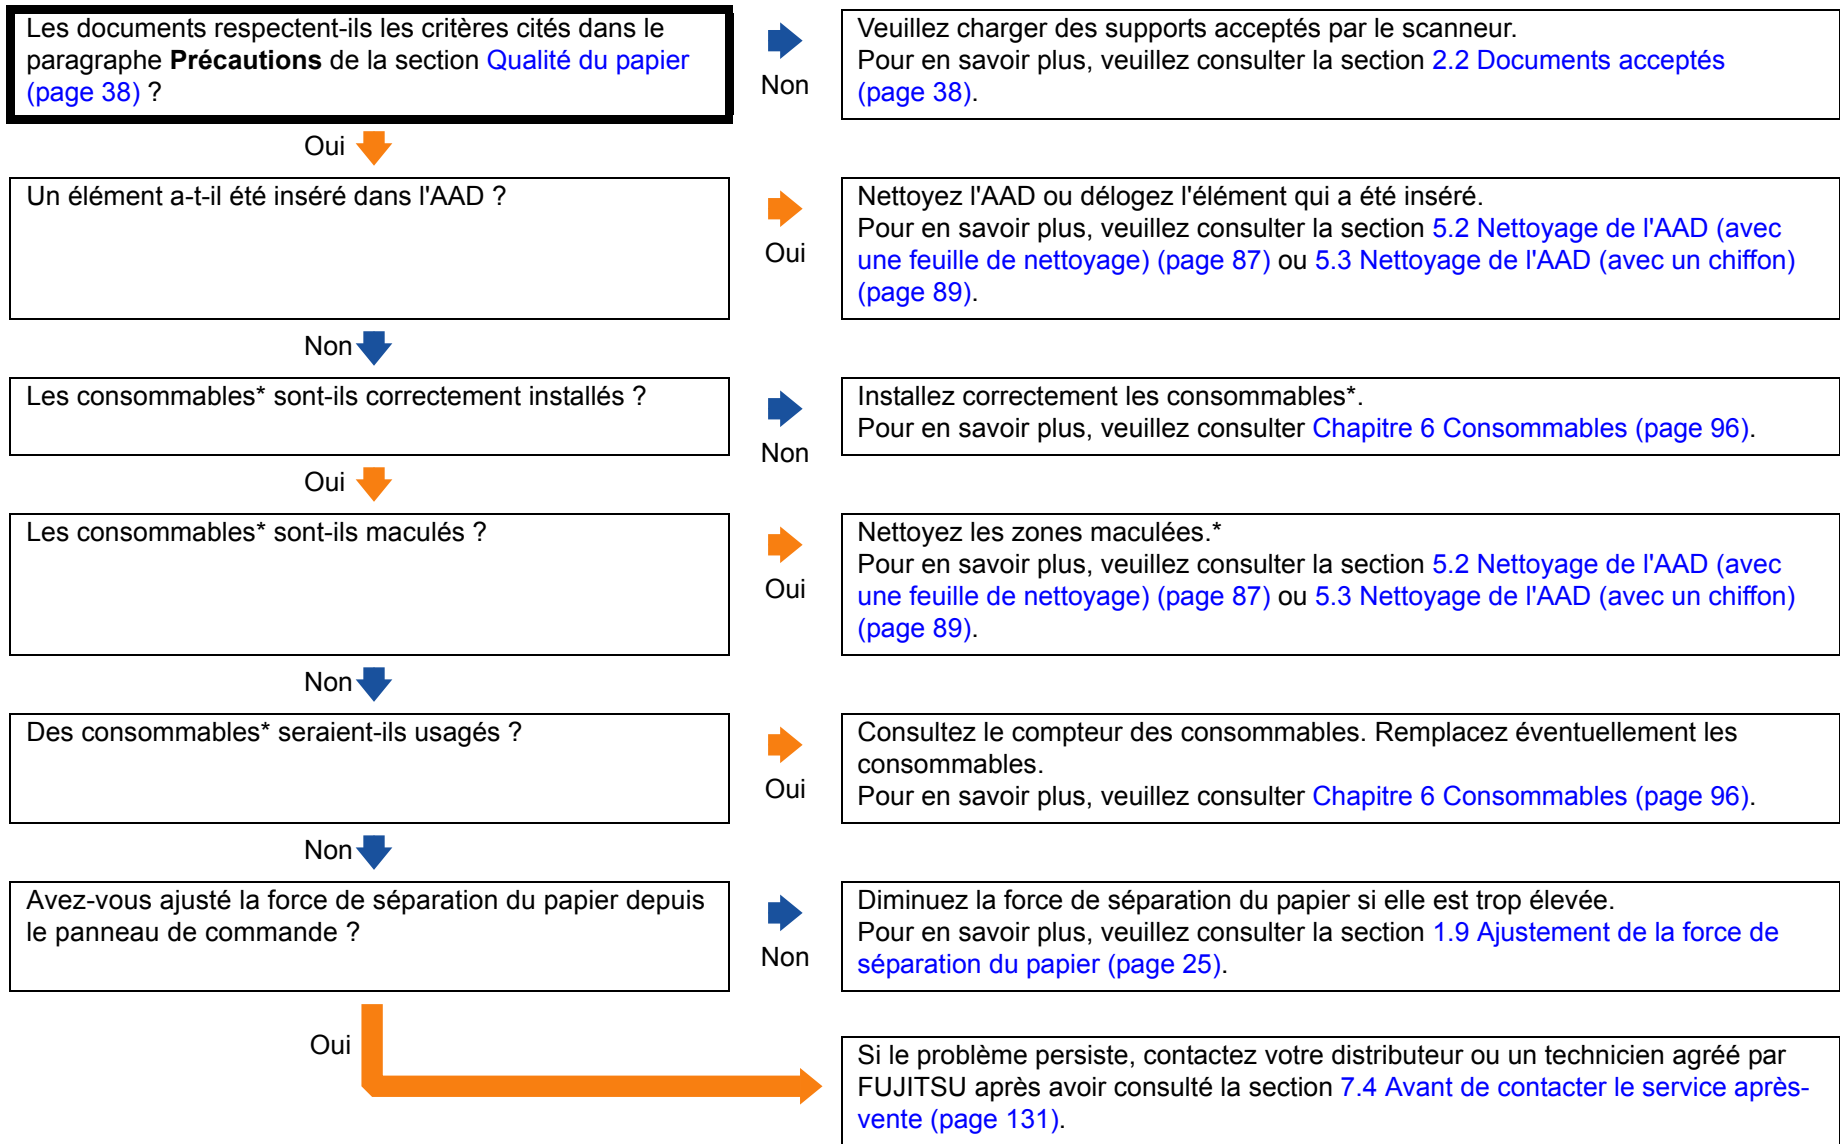 Les documents respectent-ils les critères cités dans le
paragraphe Précautions de la section Qualité du papier
(page 38) ?
Non
Veuillez charger des supports acceptés par le scanneur.
Pour en savoir plus, veuillez consulter la section 2.2 Documents acceptés
(page 38).
Oui
Un élément a-t-il été inséré dans l'AAD ?
Oui
Nettoyez l'AAD ou délogez l'élément qui a été inséré.
Pour en savoir plus, veuillez consulter la section 5.2 Nettoyage de l'AAD (avec
une feuille de nettoyage) (page 87) ou 5.3 Nettoyage de l'AAD (avec un chiffon)
(page 89).
Non
Les consommables* sont-ils correctement installés ?
Non
Installez correctement les consommables*.
Pour en savoir plus, veuillez consulter Chapitre 6 Consommables (page 96).
Oui
Les consommables* sont-ils maculés ?
Oui
Nettoyez les zones maculées.*
Pour en savoir plus, veuillez consulter la section 5.2 Nettoyage de l'AAD (avec
une feuille de nettoyage) (page 87) ou 5.3 Nettoyage de l'AAD (avec un chiffon)
(page 89).
Non
Des consommables* seraient-ils usagés ?
Oui
Consultez le compteur des consommables. Remplacez éventuellement les
consommables.
Pour en savoir plus, veuillez consulter Chapitre 6 Consommables (page 96).
Non
Avez-vous ajusté la force de séparation du papier depuis
le panneau de commande ?
Non
Diminuez la force de séparation du papier si elle est trop élevée.
Pour en savoir plus, veuillez consulter la section 1.9 Ajustement de la force de
séparation du papier (page 25).
Oui
Si le problème persiste, contactez votre distributeur ou un technicien agréé par
FUJITSU après avoir consulté la section 7.4 Avant de contacter le service après-
vente (page 131).